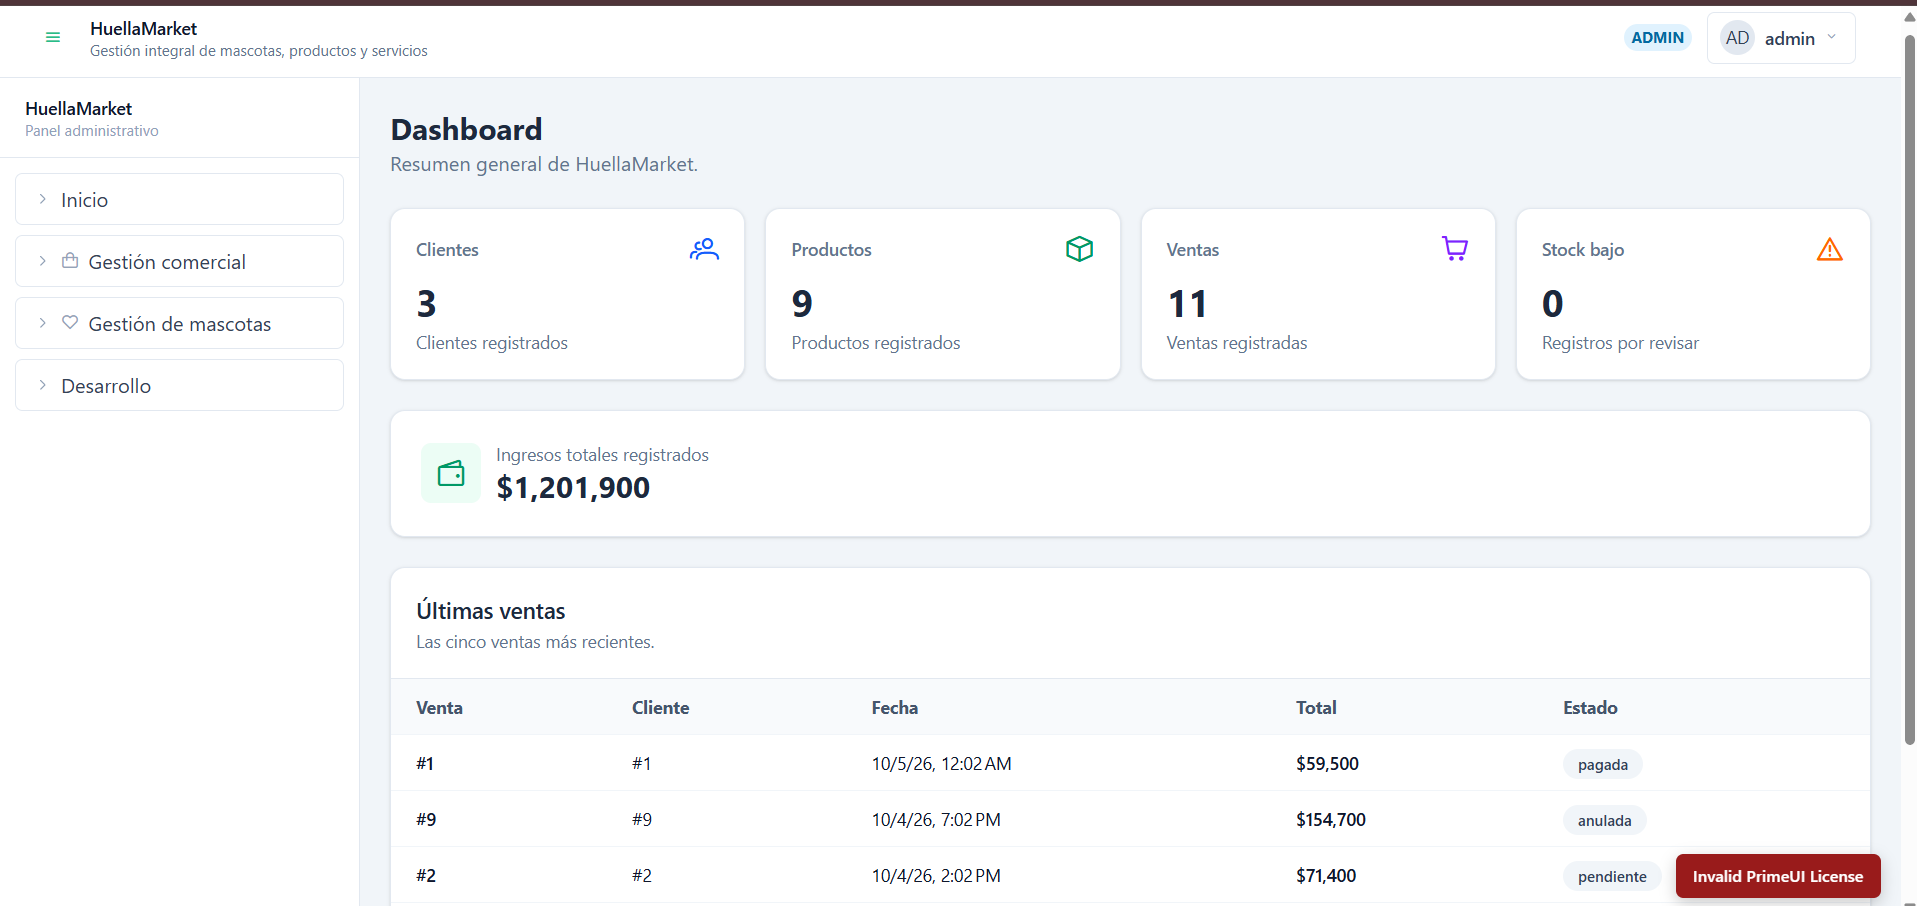 HuellaMarket
Gestión integral de mascotas, productos y servicios
ADMIN
AD admin
HuellaMarket
Panel administrativo
Inicio
Gestión comercial
Gestión de mascotas
Desarrollo
Dashboard
Resumen general de HuellaMarket.
Clientes
3
Clientes registrados
Productos
9
Productos registrados
Ventas
11
Ventas registradas
Stock bajo
0
Registros por revisar
Ingresos totales registrados
$1,201,900
Últimas ventas
Las cinco ventas más recientes.
Venta Cliente Fecha Total Estado
#1 #1 10/5/26, 12:02 AM $59,500 pagada
#9 #9 10/4/26, 7:02 PM $154,700 anulada
#2 #2 10/4/26, 2:02 PM $71,400 pendiente
Invalid PrimeUI License